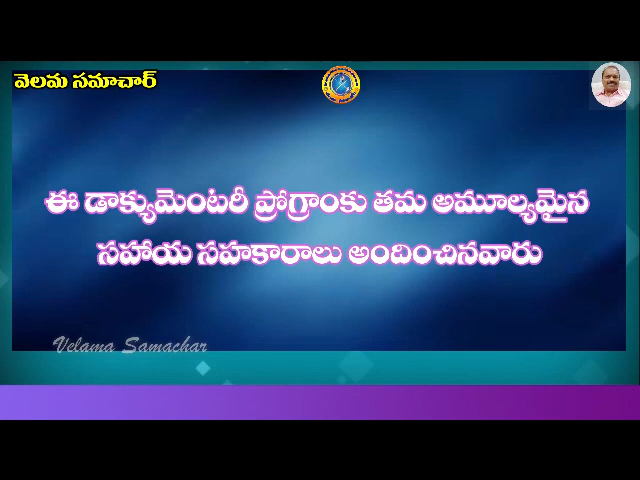 వెలమ సమాచార్
ఈ డాక్యుమెంటరీ ప్రోగ్రాంకు తమ అమూల్యమైన
సహాయ సహకారాలు అందించినవారు
Velama Samachar